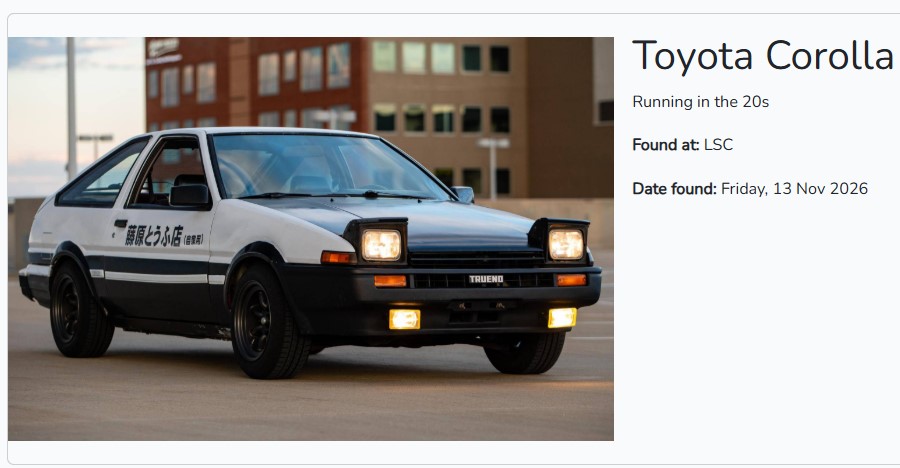 Toyota Corolla
Running in the 20s
Found at: LSC
Date found: Friday, 13 Nov 2026
藤原とうふ店(自家用)
TRUENO